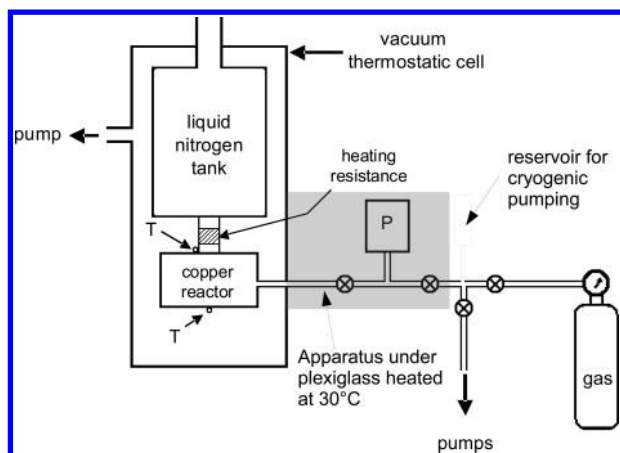 vacuum
thermostatic cell
pump
liquid
nitrogen
tank
heating
resistance
reservoir for
cryogenic
pumping
P
T
copper
reactor
T
Apparatus under
plexiglass heated
at 30°C
gas
pumps